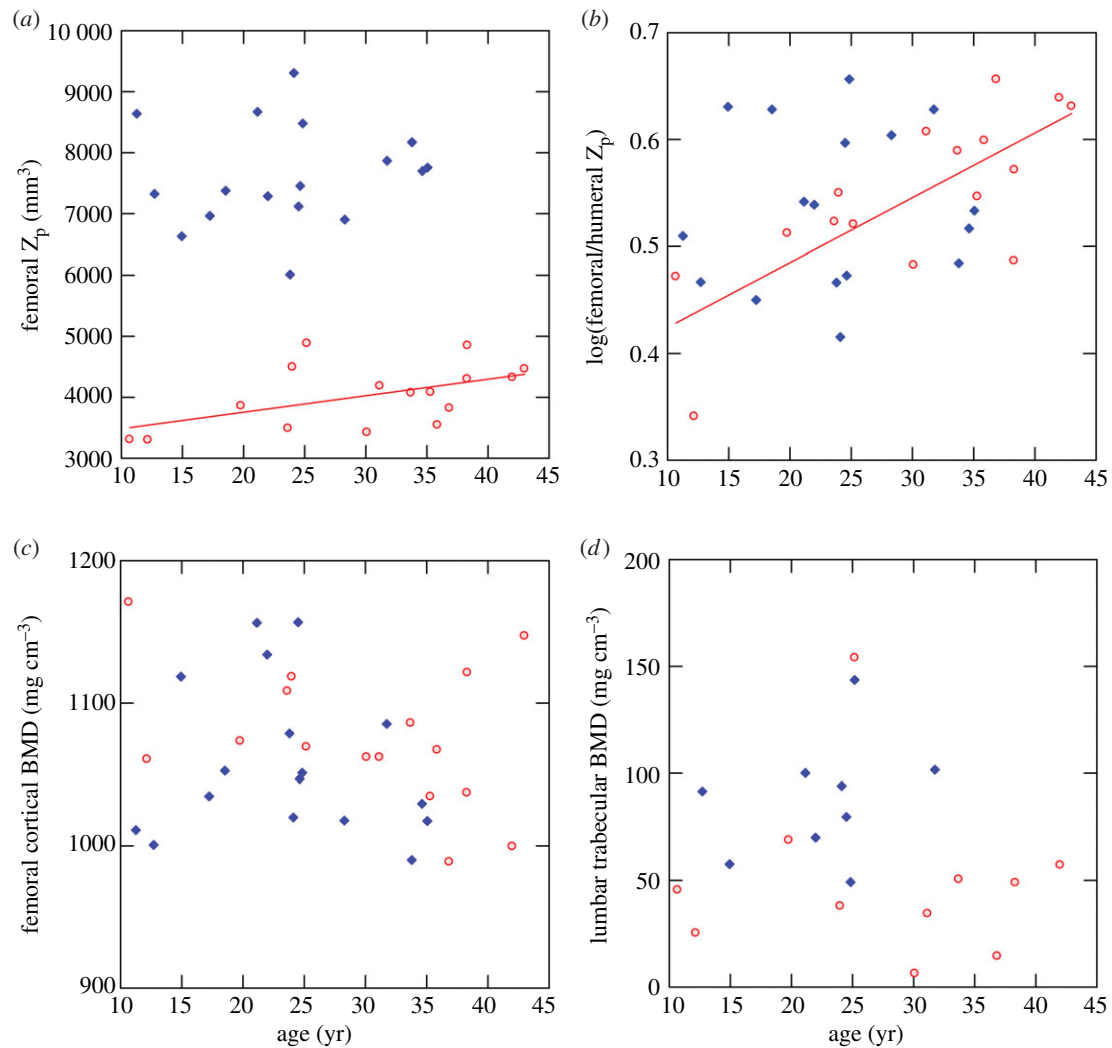 (a)
10 000
9000
8000
7000
6000
5000
4000
3000
femoral Zp (mm³)
10 15 20 25 30 35 40 45
(b)
0.7
0.6
0.5
0.4
0.3
log(femoral/humeral Zp)
10 15 20 25 30 35 40 45
(c)
1200
1100
1000
900
femoral cortical BMD (mg cm⁻³)
10 15 20 25 30 35 40 45
age (yr)
(d)
200
150
100
50
0
lumbar trabecular BMD (mg cm⁻³)
10 15 20 25 30 35 40 45
age (yr)